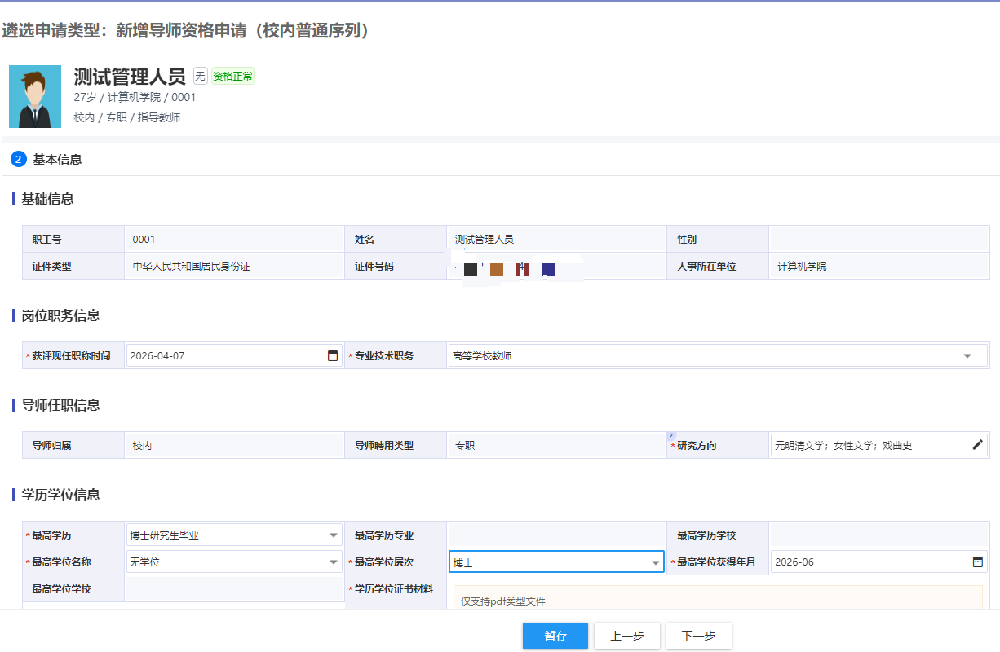 遴选申请类型：新增导师资格申请（校内普通序列）
测试管理人员 无 资格正常
27岁 / 计算机学院 / 0001
校内 / 专职 / 指导教师
2 基本信息
基础信息
职工号 0001 姓名 测试管理人员 性别
证件类型 中华人民共和国居民身份证 证件号码 人事所在单位 计算机学院
岗位职务信息
*获评现任职称时间 2026-04-07 *专业技术职务 高等学校教师
导师任职信息
导师归属 校内 导师聘用类型 专职 ? *研究方向 元明清文学；女性文学；戏曲史
学历学位信息
*最高学历 博士研究生毕业 最高学历专业 最高学历学校
*最高学位名称 无学位 *最高学位层次 博士 *最高学位获得年月 2026-06
最高学位学校 *学历学位证书材料 仅支持pdf类型文件
暂存 上一步 下一步